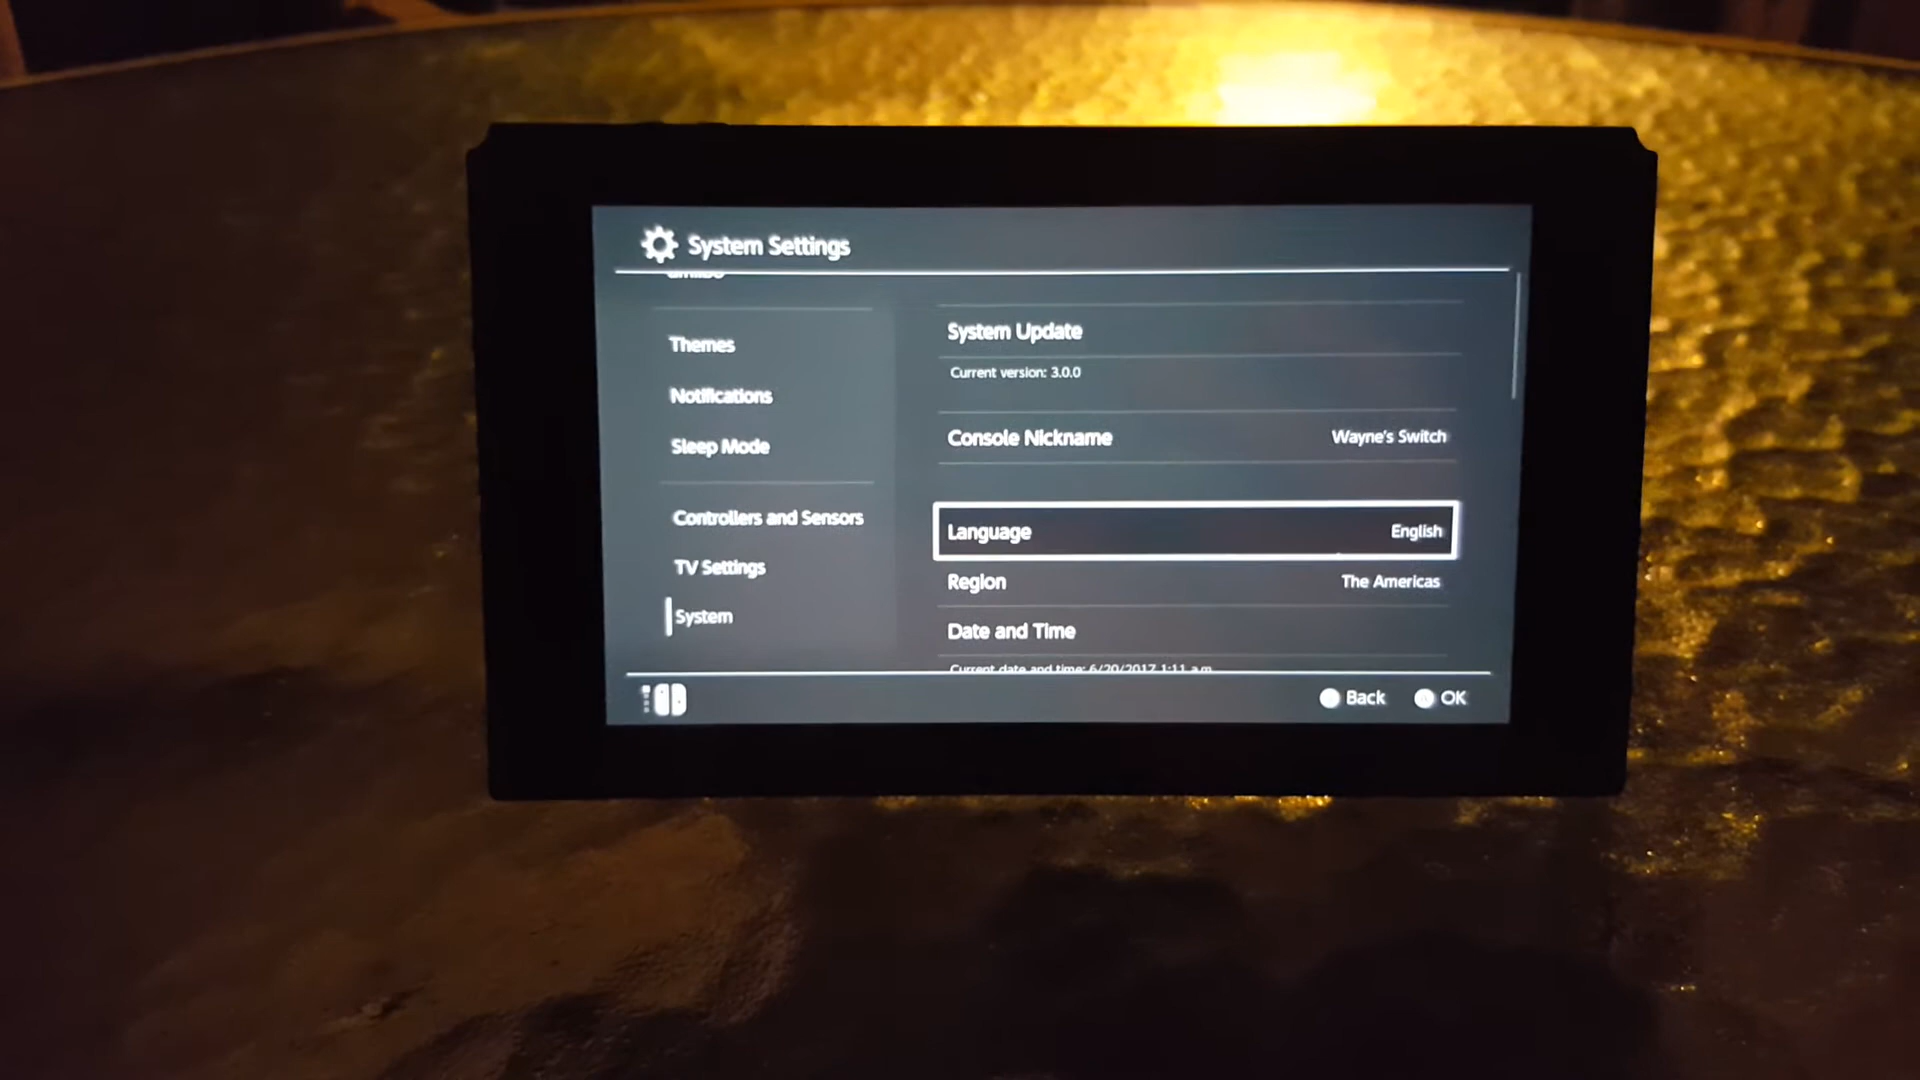 System Settings
Themes
Notifications
Sleep Mode
Controllers and Sensors
TV Settings
System
System Update
Current version: 3.0.0
Console Nickname Wayne's Switch
Language English
Region The Americas
Date and Time
Current date and time: 6/20/2017 1:11 a.m.
Back OK